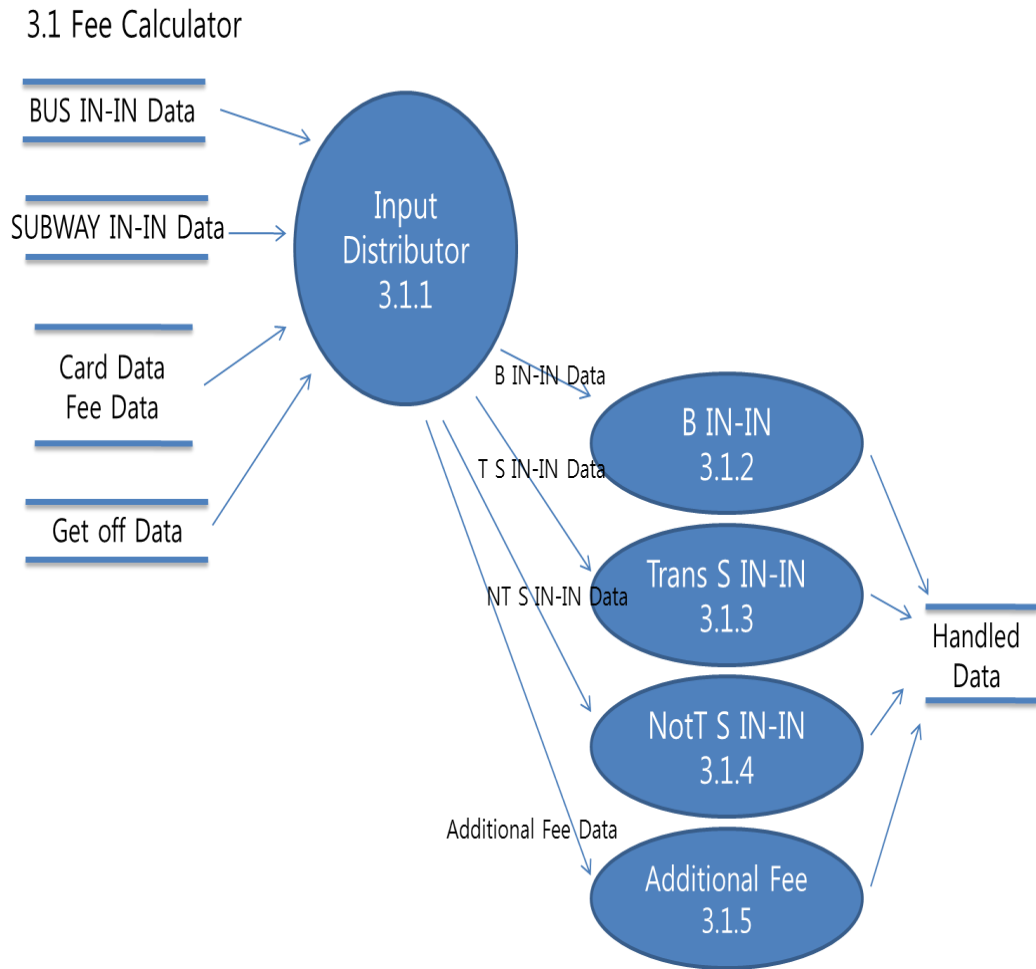 3.1 Fee Calculator
BUS IN-IN Data
SUBWAY IN-IN Data
Card Data
Fee Data
Get off Data
Input
Distributor
3.1.1
B IN-IN Data
T S IN-IN Data
NT S IN-IN Data
Additional Fee Data
B IN-IN
3.1.2
Trans S IN-IN
3.1.3
NotT S IN-IN
3.1.4
Additional Fee
3.1.5
Handled
Data